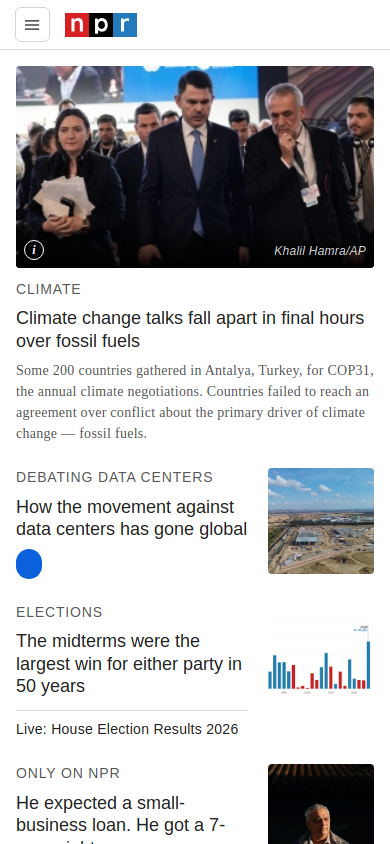 npr
i
Khalil Hamra/AP
CLIMATE
Climate change talks fall apart in final hours
over fossil fuels
Some 200 countries gathered in Antalya, Turkey, for COP31,
the annual climate negotiations. Countries failed to reach an
agreement over conflict about the primary driver of climate
change — fossil fuels.
DEBATING DATA CENTERS
How the movement against
data centers has gone global
ELECTIONS
The midterms were the
largest win for either party in
50 years
Live: House Election Results 2026
ONLY ON NPR
He expected a small-
business loan. He got a 7-